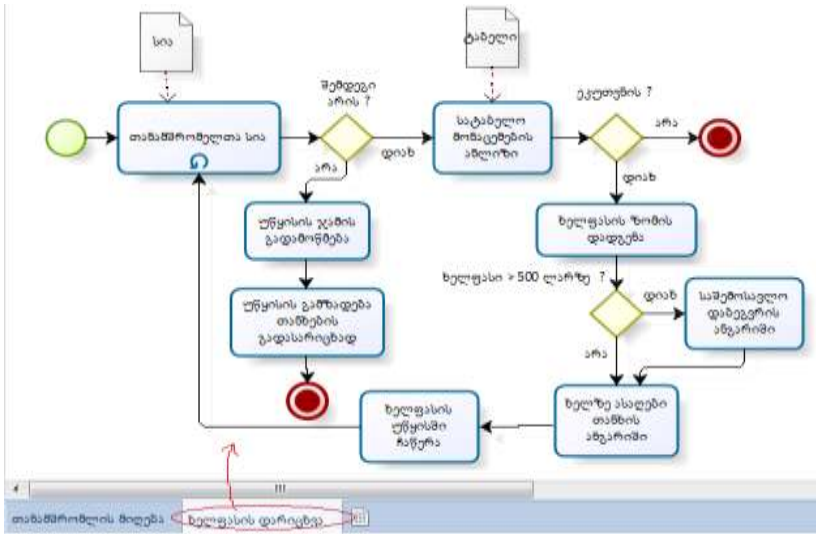 სია
ტაბელი
შემდეგი
არის ?
ეკუთვნის ?
თანამშრომელთა სია
სატაბელო
მონაცემების
ანლიზი
არა
დიახ
არა
დიახ
უწყისის ჯამის
გადამოწმება
ხელფასის ზომის
დადგენა
ხელფასი > 500 ლარზე ?
დიახ
საშემოსავლო
დაბეგვრის
ანგარიში
უწყისის გამზადება
თანხების
გადასარიცხად
არა
ხელფასის
უწყისში
ჩაწერა
ხელზე ასაღები
თანხის
ანგარიში
თანამშრომლის მიღება
ხელფასის დარიცხვა